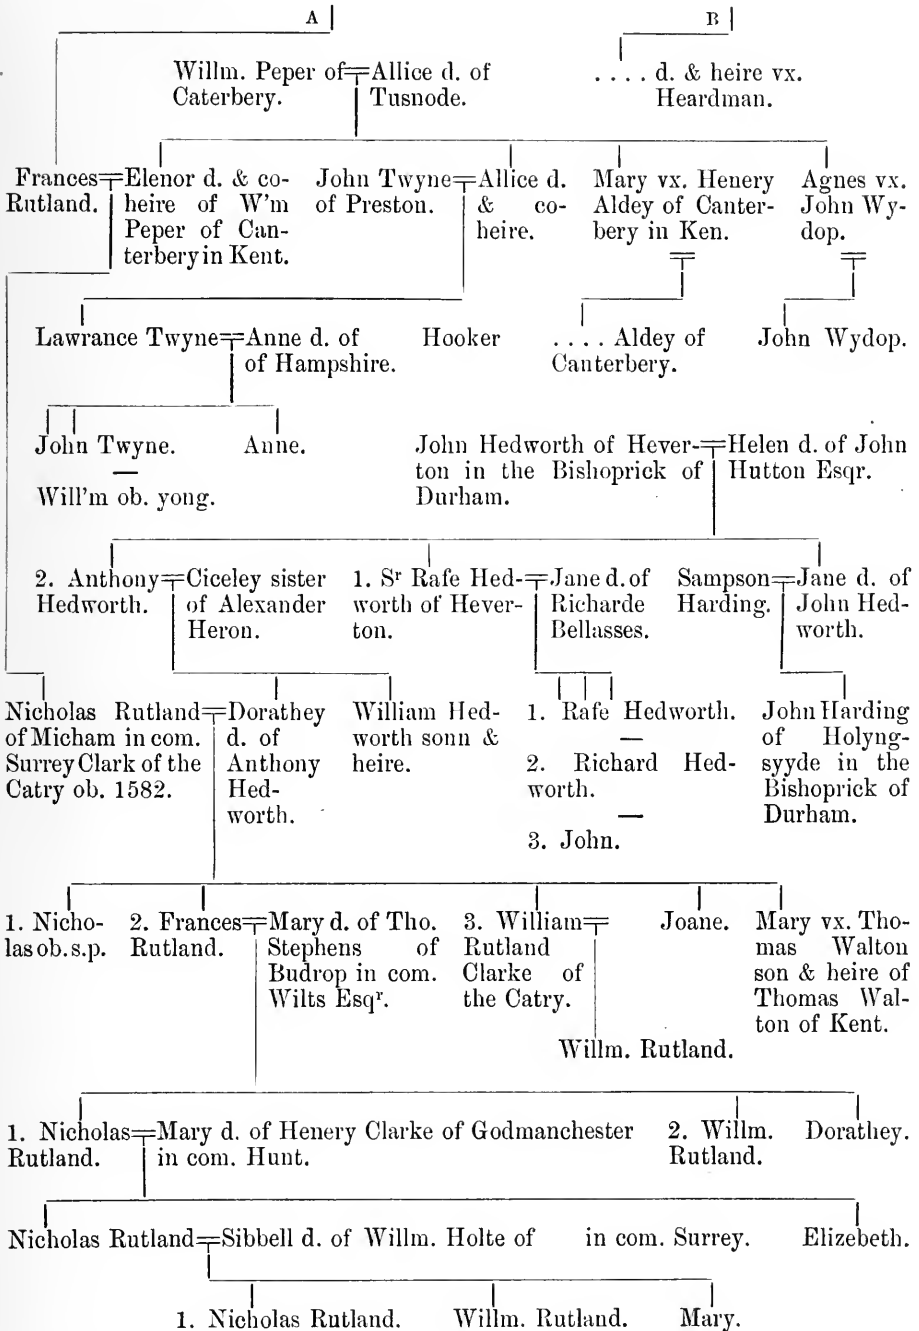 A B
Willm. Peper of Allice d. of . . . . d. & heire vx.
Caterbery. Tusnode. Heardman.
Frances Elenor d. & co- John Twyne Allice d. Mary vx. Henery Agnes vx.
Rutland. heire of W'm of Preston. & co- Aldey of Canter- John Wy-
Peper of Can- heire. bery in Ken. dop.
terbery in Kent.
Lawrance Twyne Anne d. of Hooker . . . . Aldey of John Wydop.
of Hampshire. Canterbery.
John Twyne. Anne. John Hedworth of Hever- Helen d. of John
— ton in the Bishoprick of Hutton Esqr.
Will'm ob. yong. Durham.
2. Anthony Ciceley sister 1. Sr Rafe Hed- Jane d. of Sampson Jane d. of
Hedworth. of Alexander worth of Hever- Richarde Harding. John Hed-
Heron. ton. Bellasses. worth.
Nicholas Rutland Dorathey William Hed- 1. Rafe Hedworth. John Harding
of Micham in com. d. of worth sonn & — of Holyng-
Surrey Clark of the Anthony heire. 2. Richard Hed- syyde in the
Catry ob. 1582. Hed- worth. Bishoprick of
worth. — Durham.
3. John.
1. Nicho- 2. Frances Mary d. of Tho. 3. William Joane. Mary vx. Tho-
las ob. s.p. Rutland. Stephens of Rutland mas Walton
Budrop in com. Clarke of son & heire of
Wilts Esqr. the Catry. Thomas Wal-
ton of Kent.
Willm. Rutland.
1. Nicholas Mary d. of Henery Clarke of Godmanchester 2. Willm. Dorathey.
Rutland. in com. Hunt. Rutland.
Nicholas Rutland Sibbell d. of Willm. Holte of in com. Surrey. Elizebeth.
1. Nicholas Rutland. Willm. Rutland. Mary.